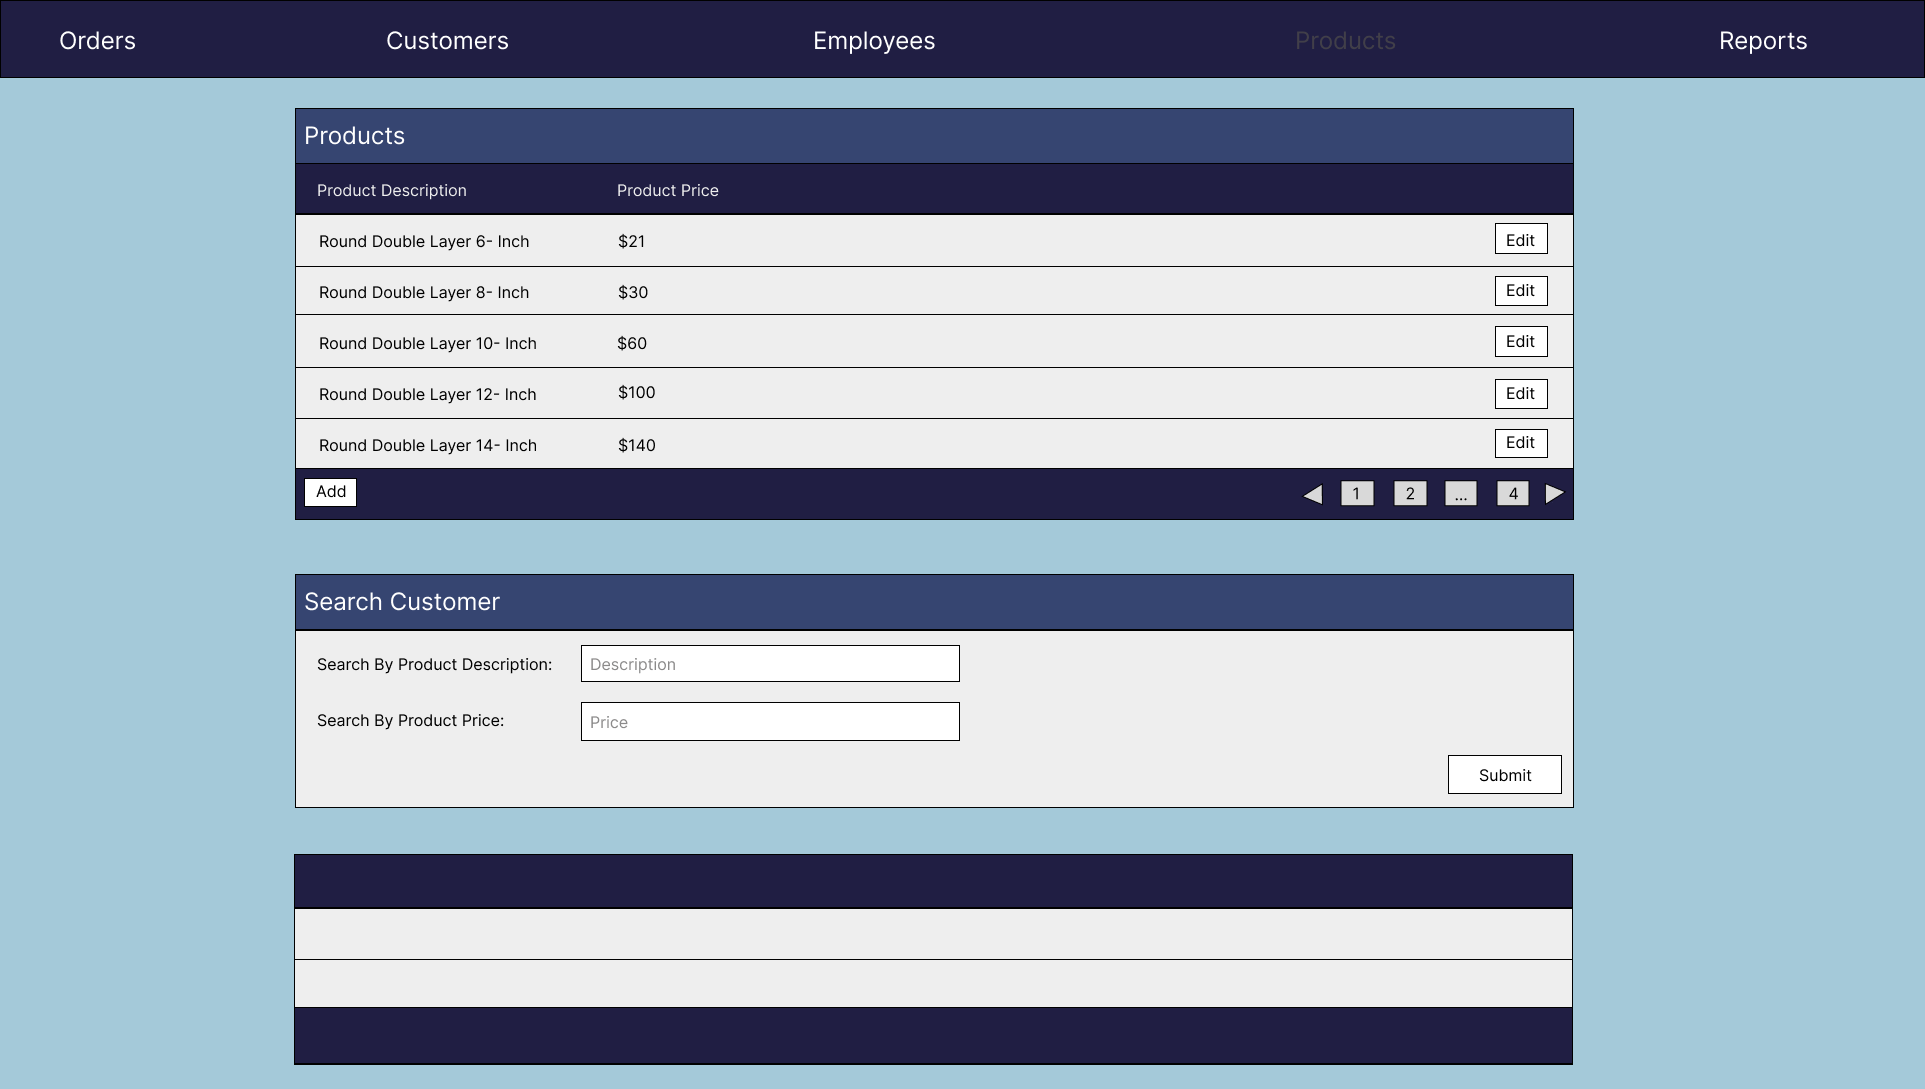 Orders Customers Employees Products Reports
Products
Product Description Product Price
Round Double Layer 6- Inch $21 Edit
Round Double Layer 8- Inch $30 Edit
Round Double Layer 10- Inch $60 Edit
Round Double Layer 12- Inch $100 Edit
Round Double Layer 14- Inch $140 Edit
Add 1 2 ... 4
Search Customer
Search By Product Description: Description
Search By Product Price: Price
Submit